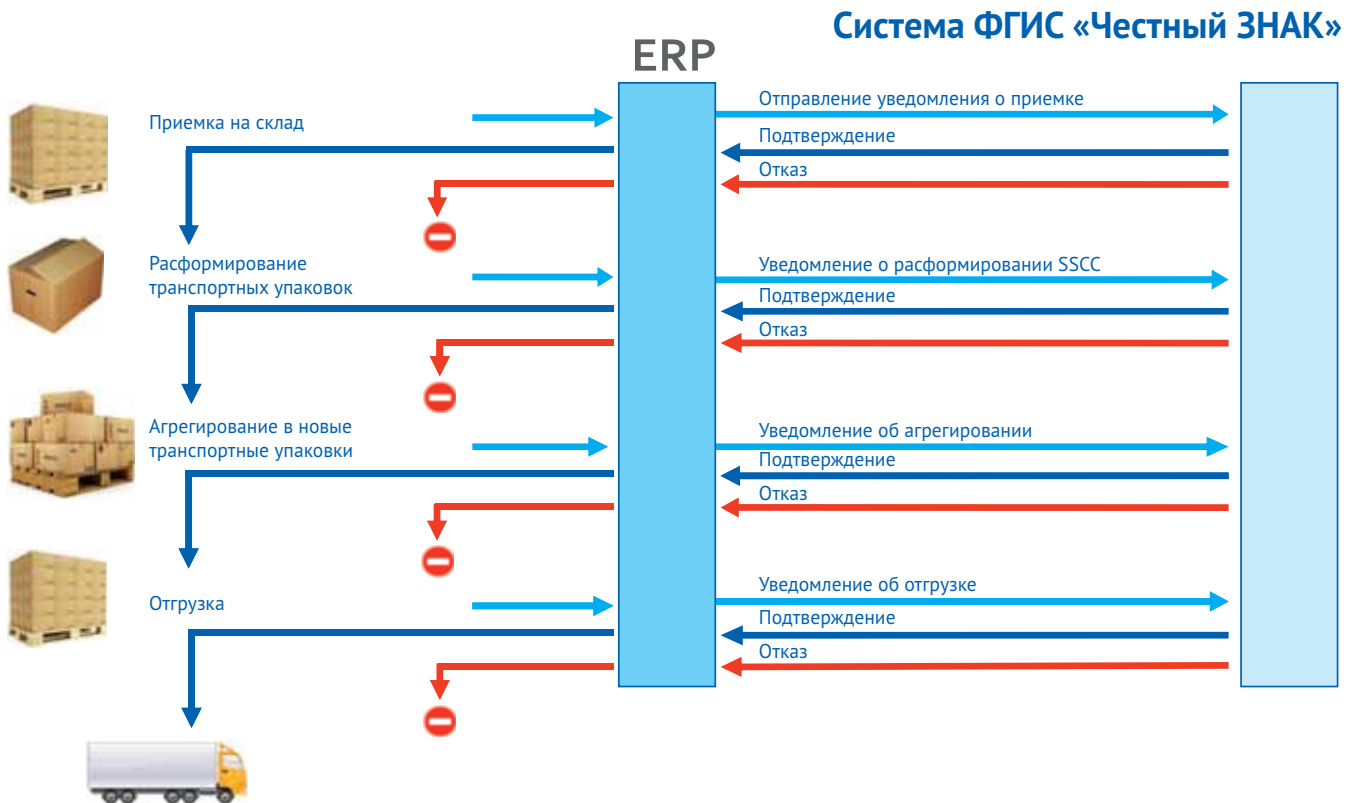 Система ФГИС «Честный ЗНАК»
ERP
Приемка на склад
Отправление уведомления о приемке
Подтверждение
Отказ
Расформирование
транспортных упаковок
Уведомление о расформировании SSCC
Подтверждение
Отказ
Агрегирование в новые
транспортные упаковки
Уведомление об агрегировании
Подтверждение
Отказ
Отгрузка
Уведомление об отгрузке
Подтверждение
Отказ